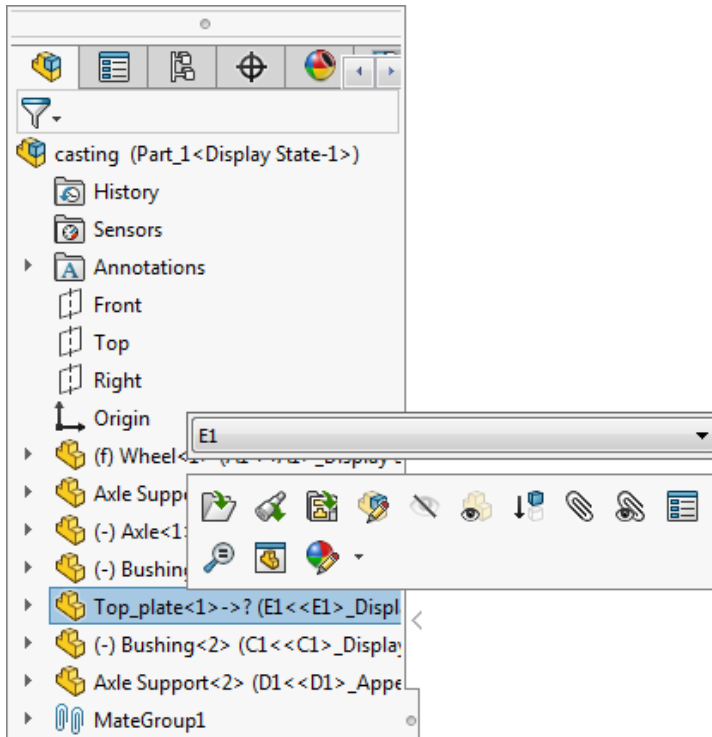 casting (Part_1<Display State-1>)
History
Sensors
Annotations
Front
Top
Right
Origin
E1
(f) Wheel<1>
Axle Supp
(-) Axle<1>
(-) Bushing
Top_plate<1>->? (E1<<E1>_Displ
(-) Bushing<2> (C1<<C1>_Display
Axle Support<2> (D1<<D1>_Appe
MateGroup1